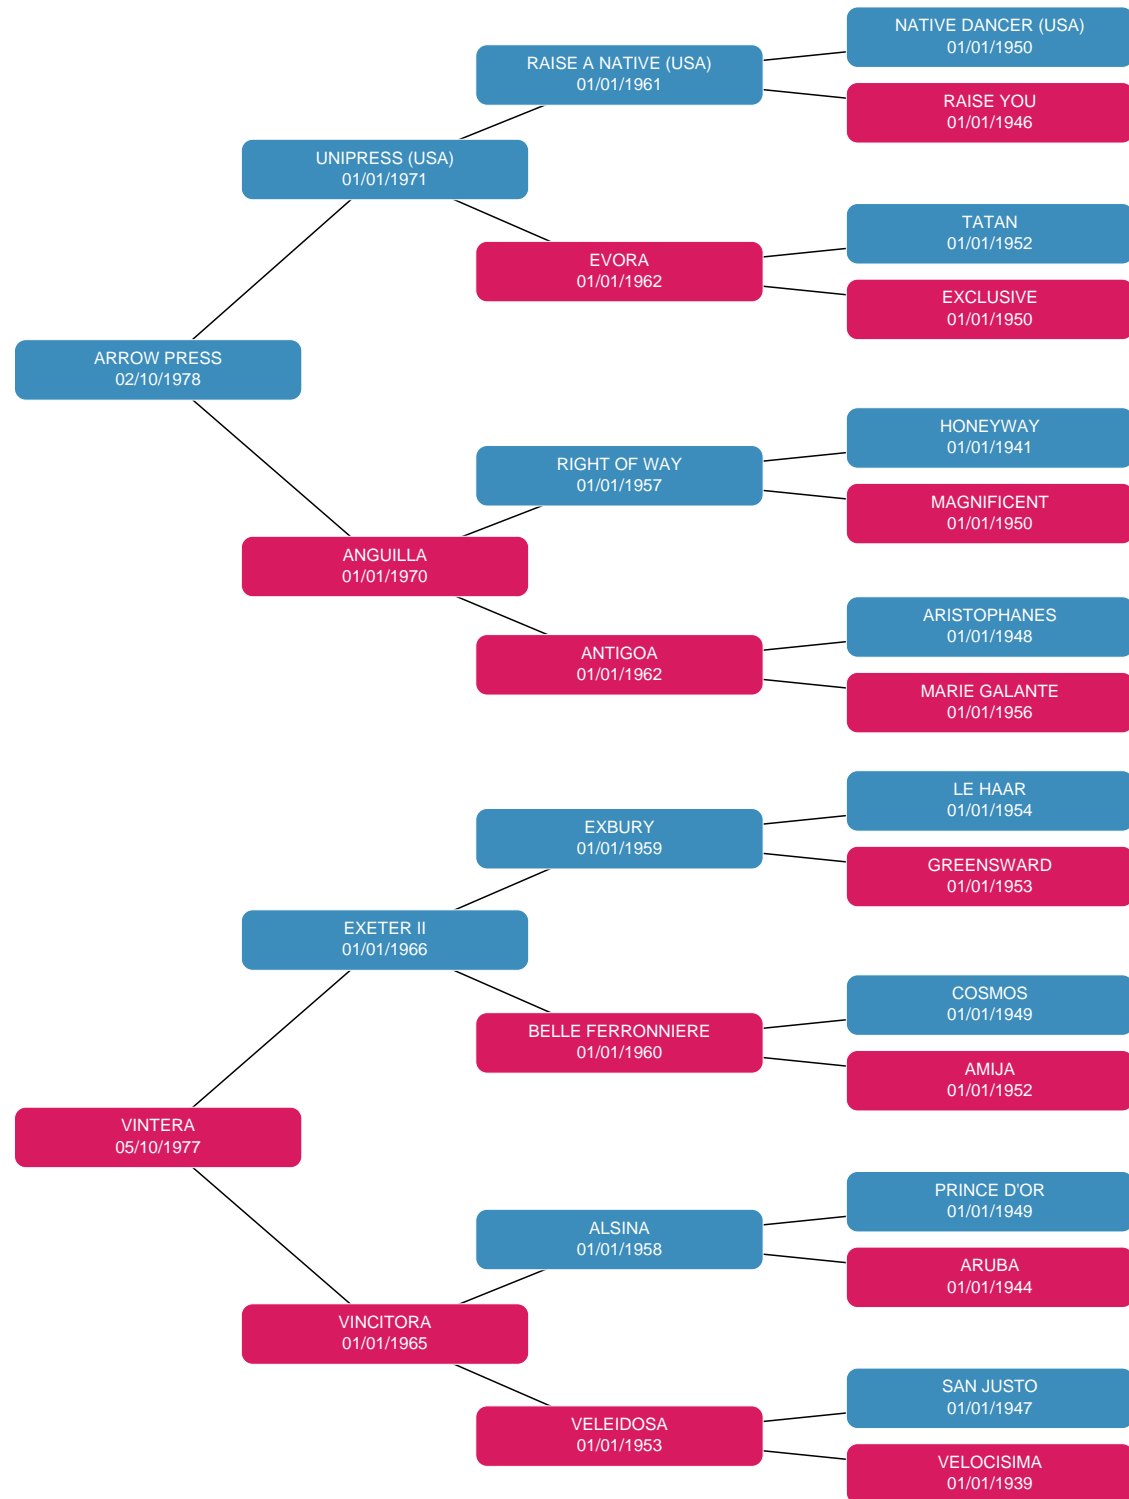 NATIVE DANCER (USA)
01/01/1950
RAISE A NATIVE (USA)
01/01/1961
RAISE YOU
01/01/1946
UNIPRESS (USA)
01/01/1971
TATAN
01/01/1952
EVORA
01/01/1962
EXCLUSIVE
01/01/1950
ARROW PRESS
02/10/1978
HONEYWAY
01/01/1941
RIGHT OF WAY
01/01/1957
MAGNIFICENT
01/01/1950
ANGUILLA
01/01/1970
ARISTOPHANES
01/01/1948
ANTIGOA
01/01/1962
MARIE GALANTE
01/01/1956
LE HAAR
01/01/1954
EXBURY
01/01/1959
GREENSWARD
01/01/1953
EXETER II
01/01/1966
COSMOS
01/01/1949
BELLE FERRONNIERE
01/01/1960
AMIJA
01/01/1952
VINTERA
05/10/1977
PRINCE D'OR
01/01/1949
ALSINA
01/01/1958
ARUBA
01/01/1944
VINCITORA
01/01/1965
SAN JUSTO
01/01/1947
VELEIDOSA
01/01/1953
VELOCISIMA
01/01/1939